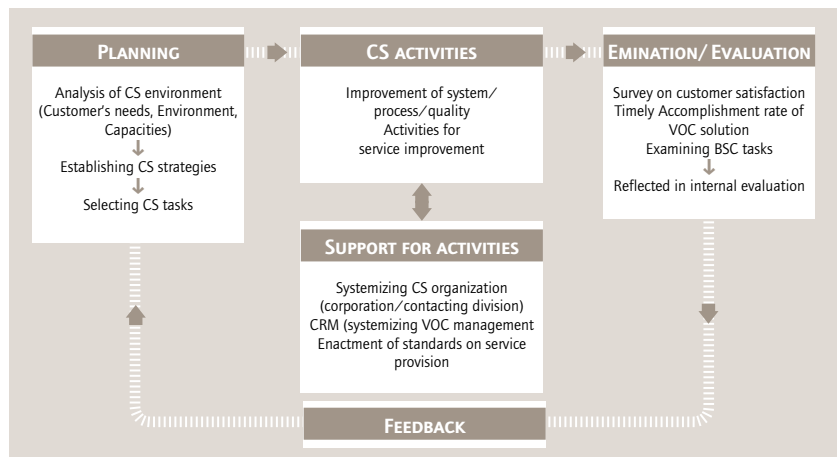 PLANNING
Analysis of CS environment
(Customer's needs, Environment,
Capacities)
Establishing CS strategies
Selecting CS tasks
CS ACTIVITIES
Improvement of system/
process/quality
Activities for
service improvement
EMINATION/EVALUATION
Survey on customer satisfaction
Timely Accomplishment rate of
VOC solution
Examining BSC tasks
Reflected in internal evaluation
SUPPORT FOR ACTIVITIES
Systemizing CS organization
(corporation/contacting division)
CRM (systemizing VOC management
Enactment of standards on service
provision
FEEDBACK